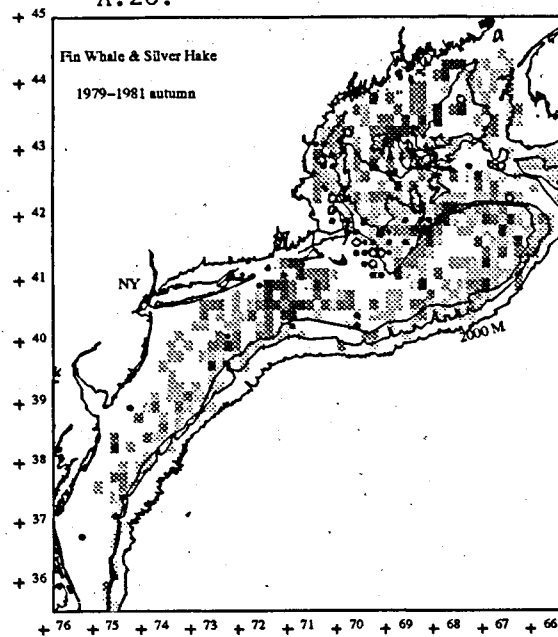 A.20.
+ 45
Fin Whale & Silver Hake
+ 44
1979–1981 autumn
+ 43
+ 42
+ 41
NY
+ 40
2000 M
+ 39
+ 38
+ 37
+ 36
+ 76 + 75 + 74 + 73 + 72 + 71 + 70 + 69 + 68 + 67 +